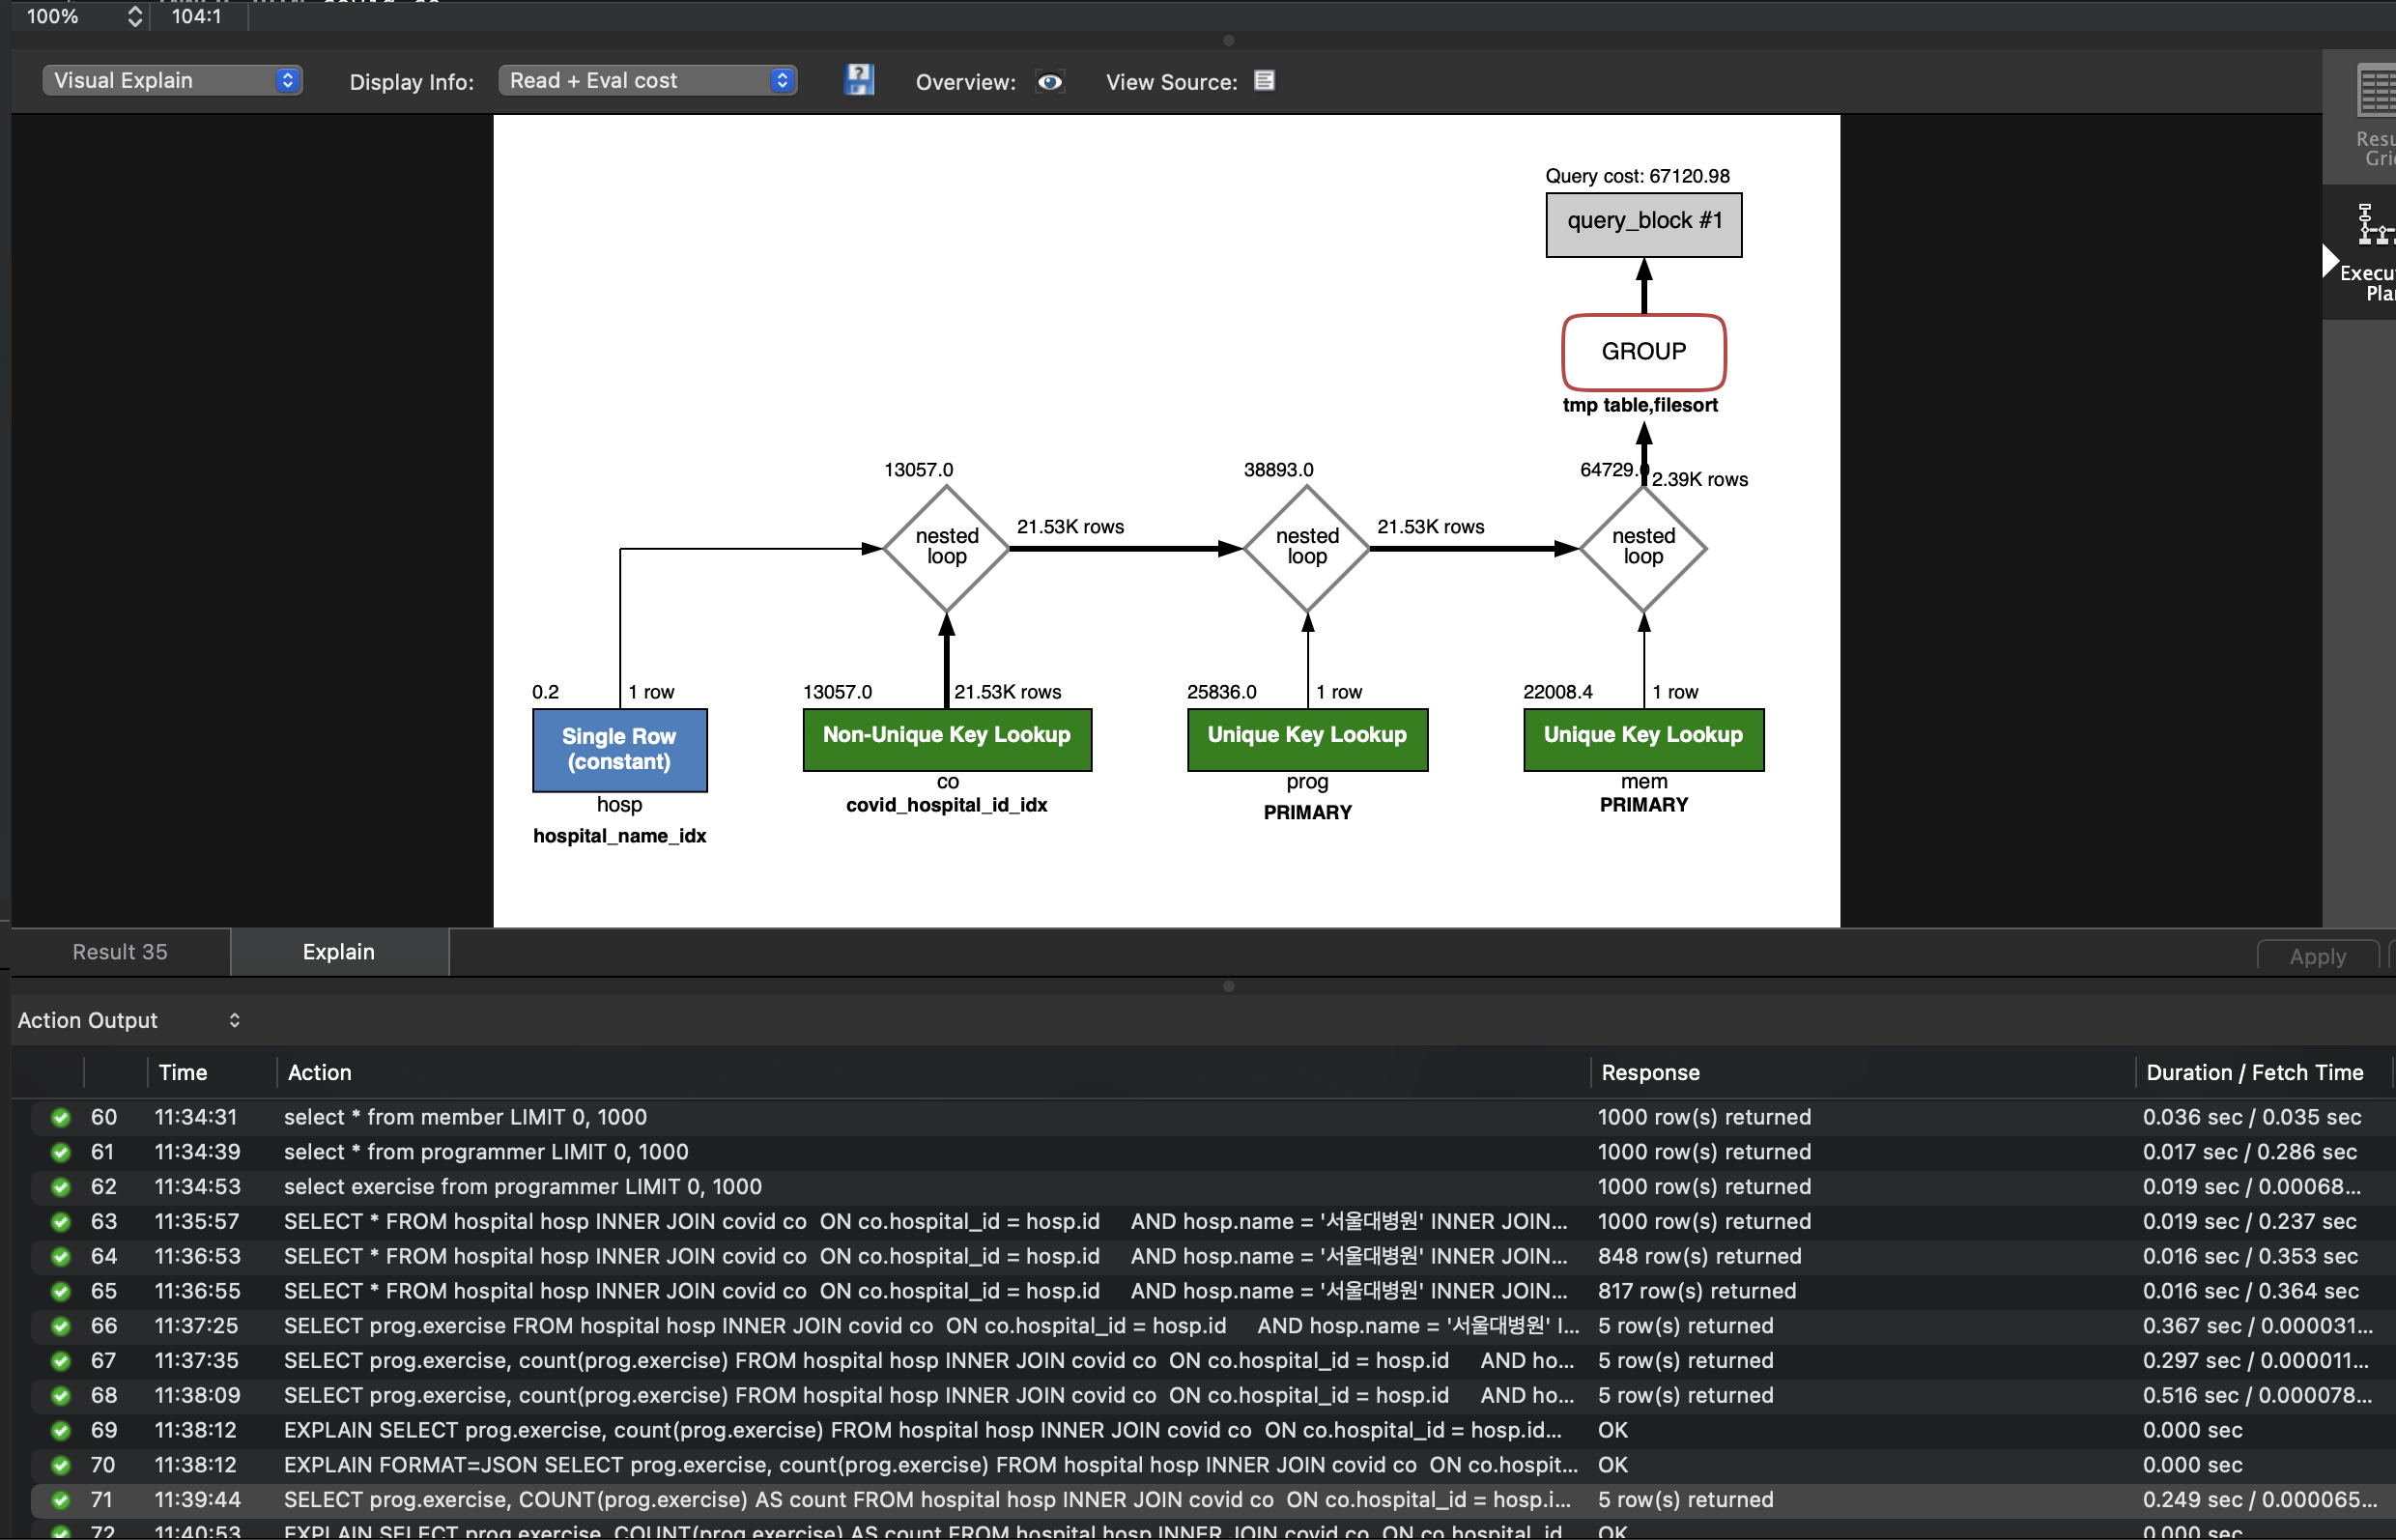 100% 104:1
Visual Explain Display Info: Read + Eval cost Overview: View Source:
Query cost: 67120.98
query_block #1
GROUP
tmp table,filesort
13057.0 38893.0 64729. 2.39K rows
nested loop 21.53K rows nested loop 21.53K rows nested loop
0.2 1 row 13057.0 21.53K rows 25836.0 1 row 22008.4 1 row
Single Row (constant) Non-Unique Key Lookup Unique Key Lookup Unique Key Lookup
hosp co prog mem
hospital_name_idx covid_hospital_id_idx PRIMARY PRIMARY
Resu
Gri
Execu
Pla
Result 35 Explain Apply
Action Output
Time Action Response Duration / Fetch Time
60 11:34:31 select * from member LIMIT 0, 1000 1000 row(s) returned 0.036 sec / 0.035 sec
61 11:34:39 select * from programmer LIMIT 0, 1000 1000 row(s) returned 0.017 sec / 0.286 sec
62 11:34:53 select exercise from programmer LIMIT 0, 1000 1000 row(s) returned 0.019 sec / 0.00068...
63 11:35:57 SELECT * FROM hospital hosp INNER JOIN covid co ON co.hospital_id = hosp.id AND hosp.name = '서울대병원' INNER JOIN... 1000 row(s) returned 0.019 sec / 0.237 sec
64 11:36:53 SELECT * FROM hospital hosp INNER JOIN covid co ON co.hospital_id = hosp.id AND hosp.name = '서울대병원' INNER JOIN... 848 row(s) returned 0.016 sec / 0.353 sec
65 11:36:55 SELECT * FROM hospital hosp INNER JOIN covid co ON co.hospital_id = hosp.id AND hosp.name = '서울대병원' INNER JOIN... 817 row(s) returned 0.016 sec / 0.364 sec
66 11:37:25 SELECT prog.exercise FROM hospital hosp INNER JOIN covid co ON co.hospital_id = hosp.id AND hosp.name = '서울대병원' I... 5 row(s) returned 0.367 sec / 0.000031...
67 11:37:35 SELECT prog.exercise, count(prog.exercise) FROM hospital hosp INNER JOIN covid co ON co.hospital_id = hosp.id AND ho... 5 row(s) returned 0.297 sec / 0.000011...
68 11:38:09 SELECT prog.exercise, count(prog.exercise) FROM hospital hosp INNER JOIN covid co ON co.hospital_id = hosp.id AND ho... 5 row(s) returned 0.516 sec / 0.000078...
69 11:38:12 EXPLAIN SELECT prog.exercise, count(prog.exercise) FROM hospital hosp INNER JOIN covid co ON co.hospital_id = hosp.id... OK 0.000 sec
70 11:38:12 EXPLAIN FORMAT=JSON SELECT prog.exercise, count(prog.exercise) FROM hospital hosp INNER JOIN covid co ON co.hospit... OK 0.000 sec
71 11:39:44 SELECT prog.exercise, COUNT(prog.exercise) AS count FROM hospital hosp INNER JOIN covid co ON co.hospital_id = hosp.i... 5 row(s) returned 0.249 sec / 0.000065...
72 11:40:53 EXPLAIN SELECT prog.exercise, COUNT(prog.exercise) AS count FROM hospital hosp INNER JOIN covid co ON co.hospital_id OK 0.000 sec